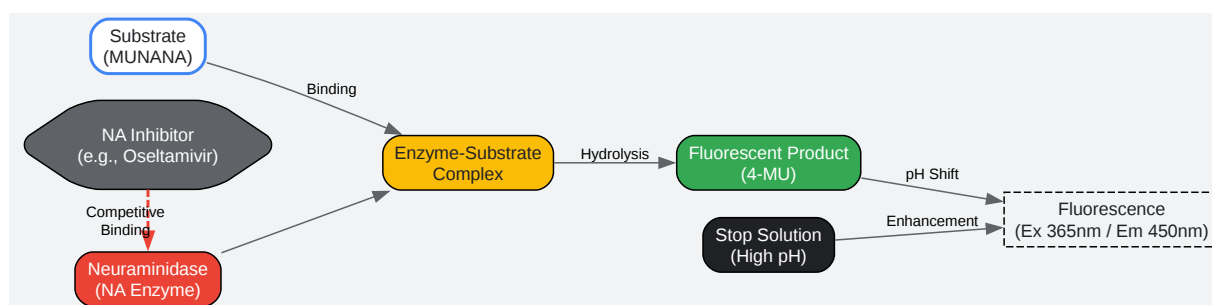 Substrate
(MUNANA)
Binding
NA Inhibitor
(e.g., Oseltamivir)
Enzyme-Substrate
Complex
Hydrolysis
Fluorescent Product
(4-MU)
pH Shift
Competitive
Binding
Enhancement
Fluorescence
(Ex 365nm / Em 450nm)
Stop Solution
(High pH)
Neuraminidase
(NA Enzyme)